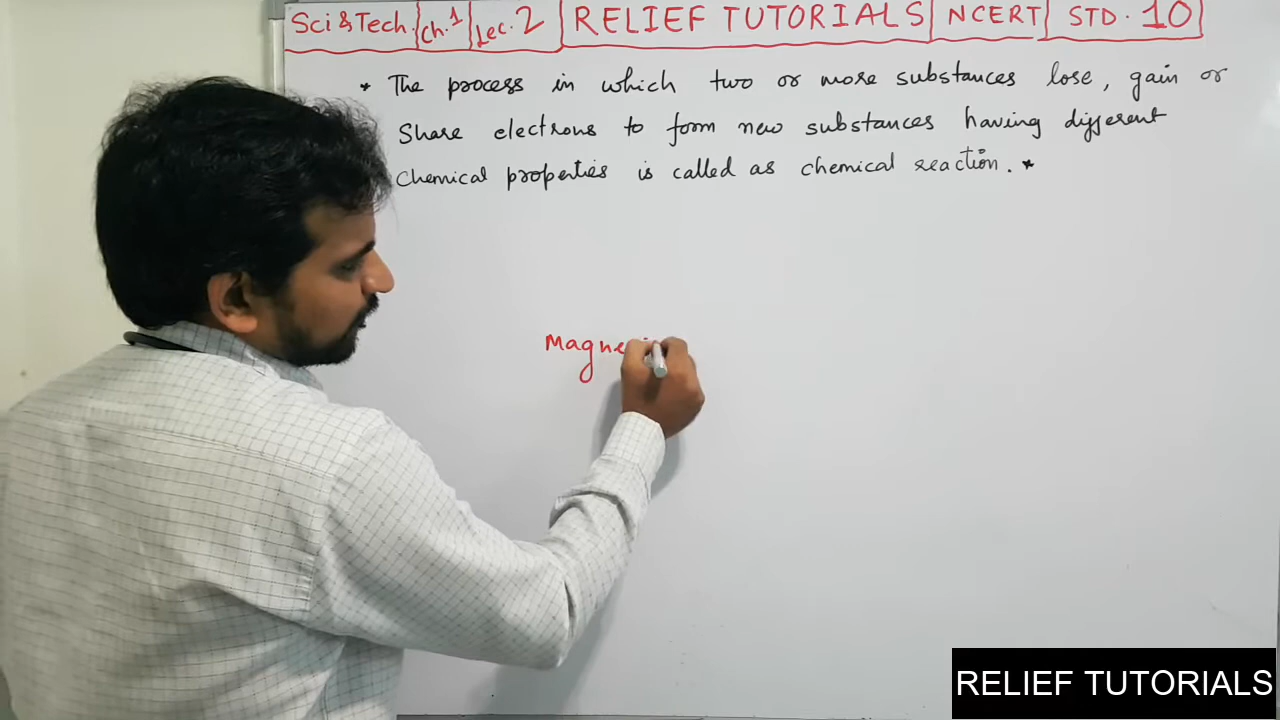 Sci & Tech. Ch.1 Lec.2 RELIEF TUTORIALS NCERT STD. 10
* The process in which two or more substances lose, gain or
Share electrons to form new substances having different
Chemical properties is called as chemical reaction. *
RELIEF TUTORIALS